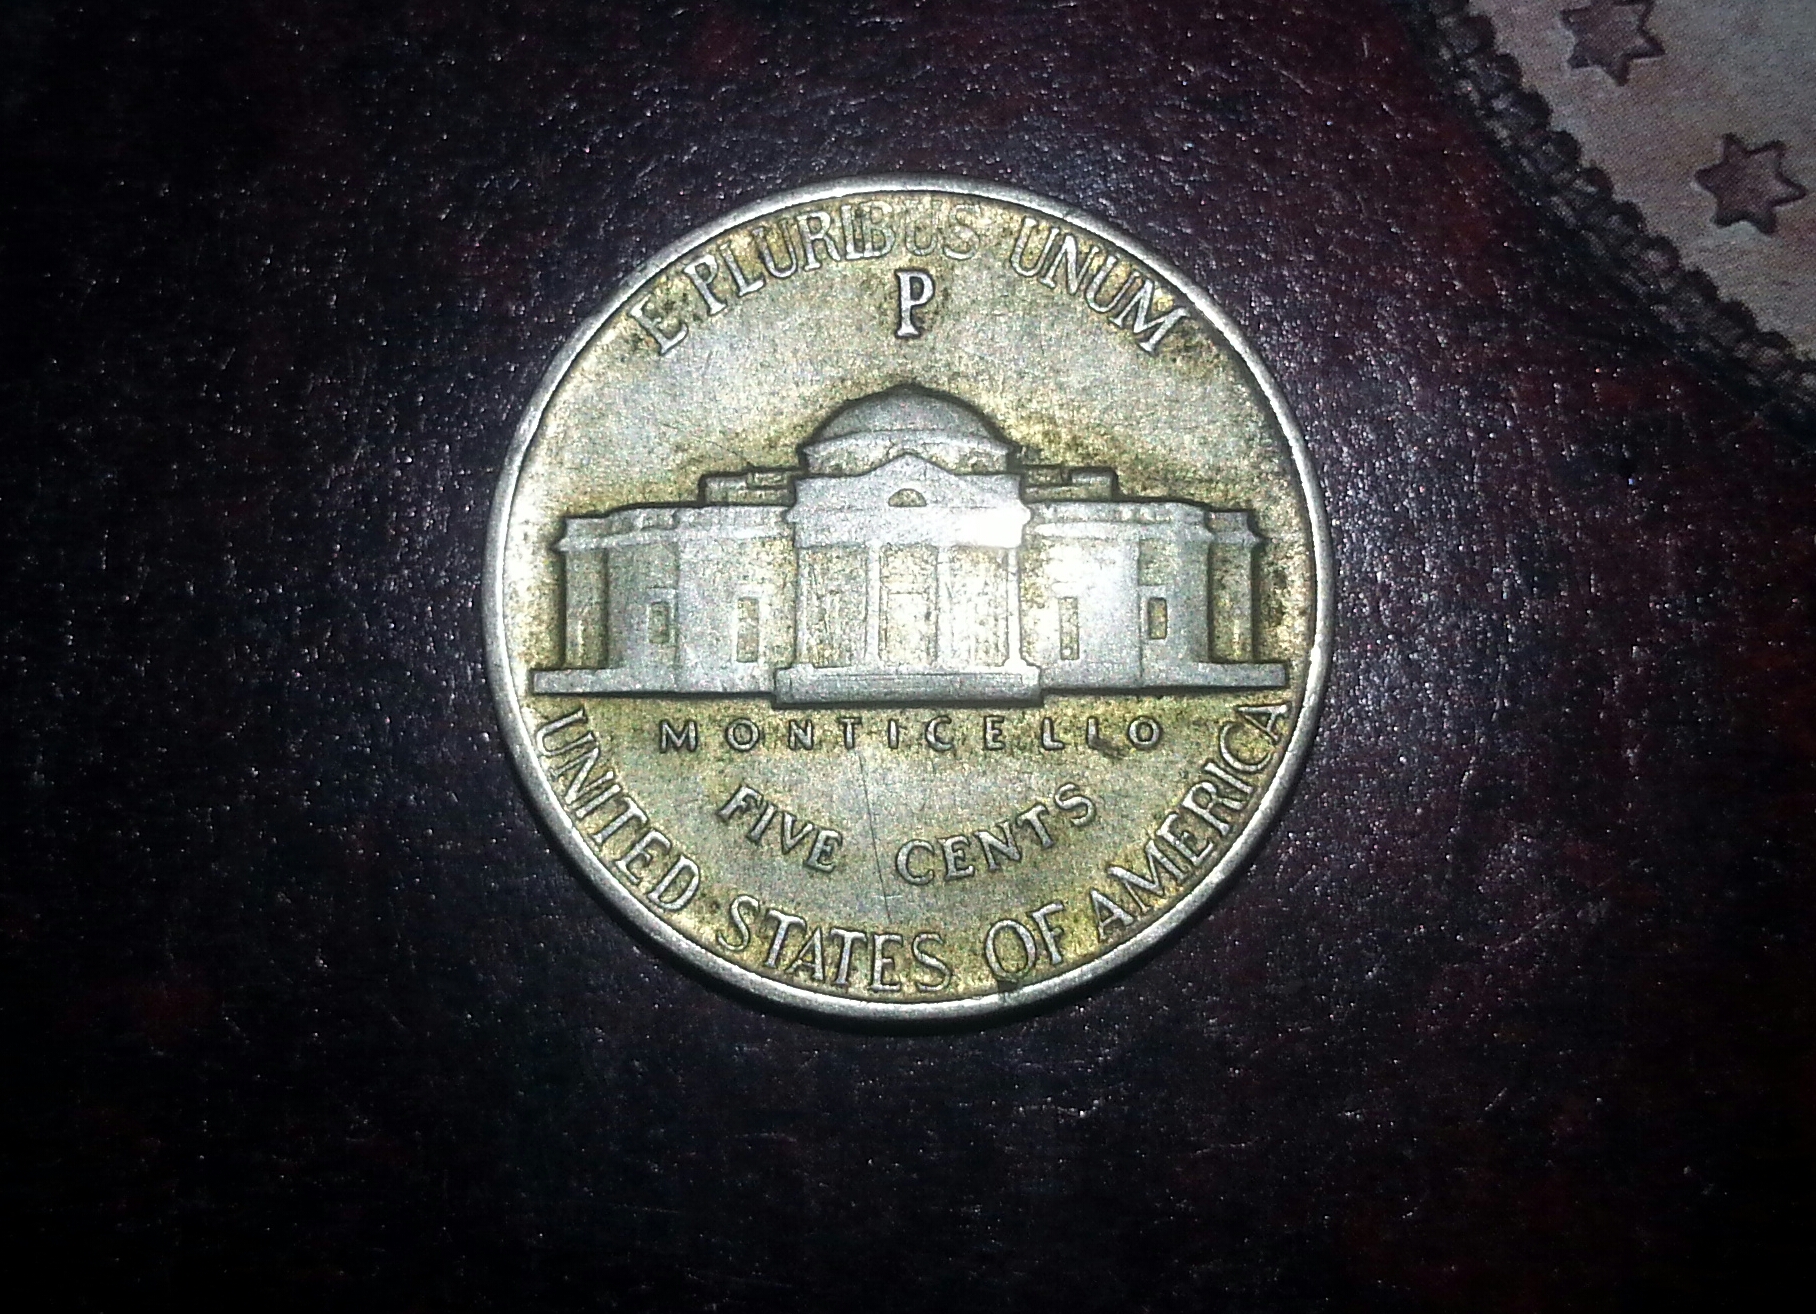 E PLURIBUS UNUM
P
MONTICELLO
FIVE CENTS
UNITED STATES OF AMERICA